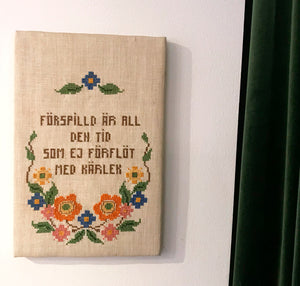 FÖRSPILLD ÄR ALL
DEN TID
SOM EJ FÖRFLÖT
MED KÄRLEK